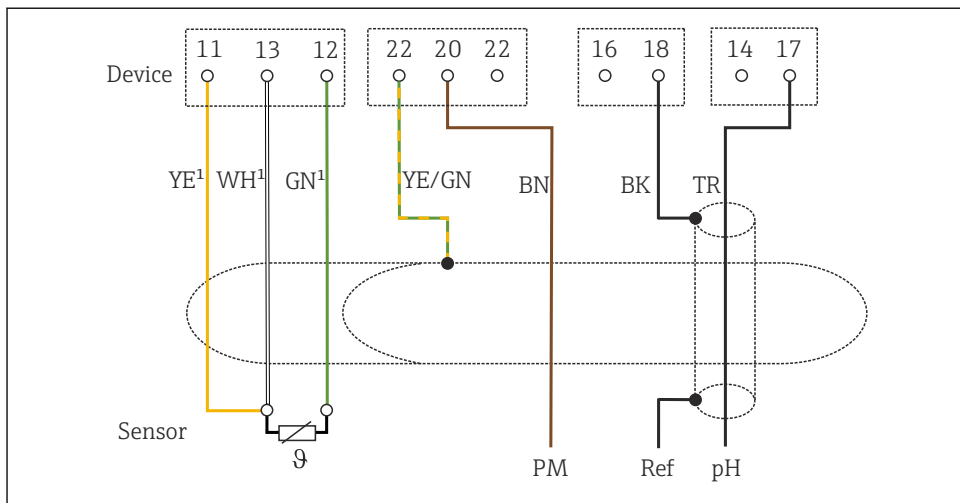 11 13 12 22 20 22 16 18 14 17
Device
YE¹ WH¹ GN¹ YE/GN BN BK TR
Sensor
ϑ PM Ref pH